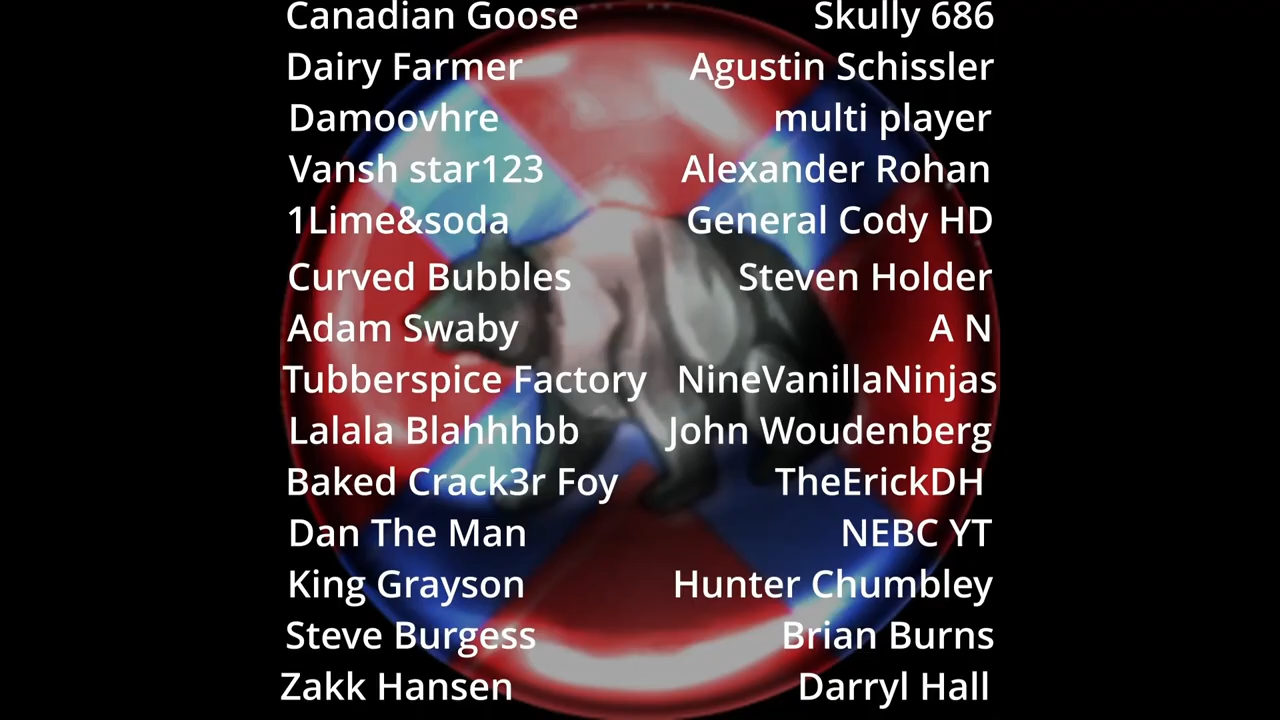 Canadian Goose Skully 686
Dairy Farmer Agustin Schissler
Damoovhre multi player
Vansh star123 Alexander Rohan
1Lime&soda General Cody HD
Curved Bubbles Steven Holder
Adam Swaby A N
Tubberspice Factory NineVanillaNinjas
Lalala Blahhhbb John Woudenberg
Baked Crack3r Foy TheErickDH
Dan The Man NEBC YT
King Grayson Hunter Chumbley
Steve Burgess Brian Burns
Zakk Hansen Darryl Hall